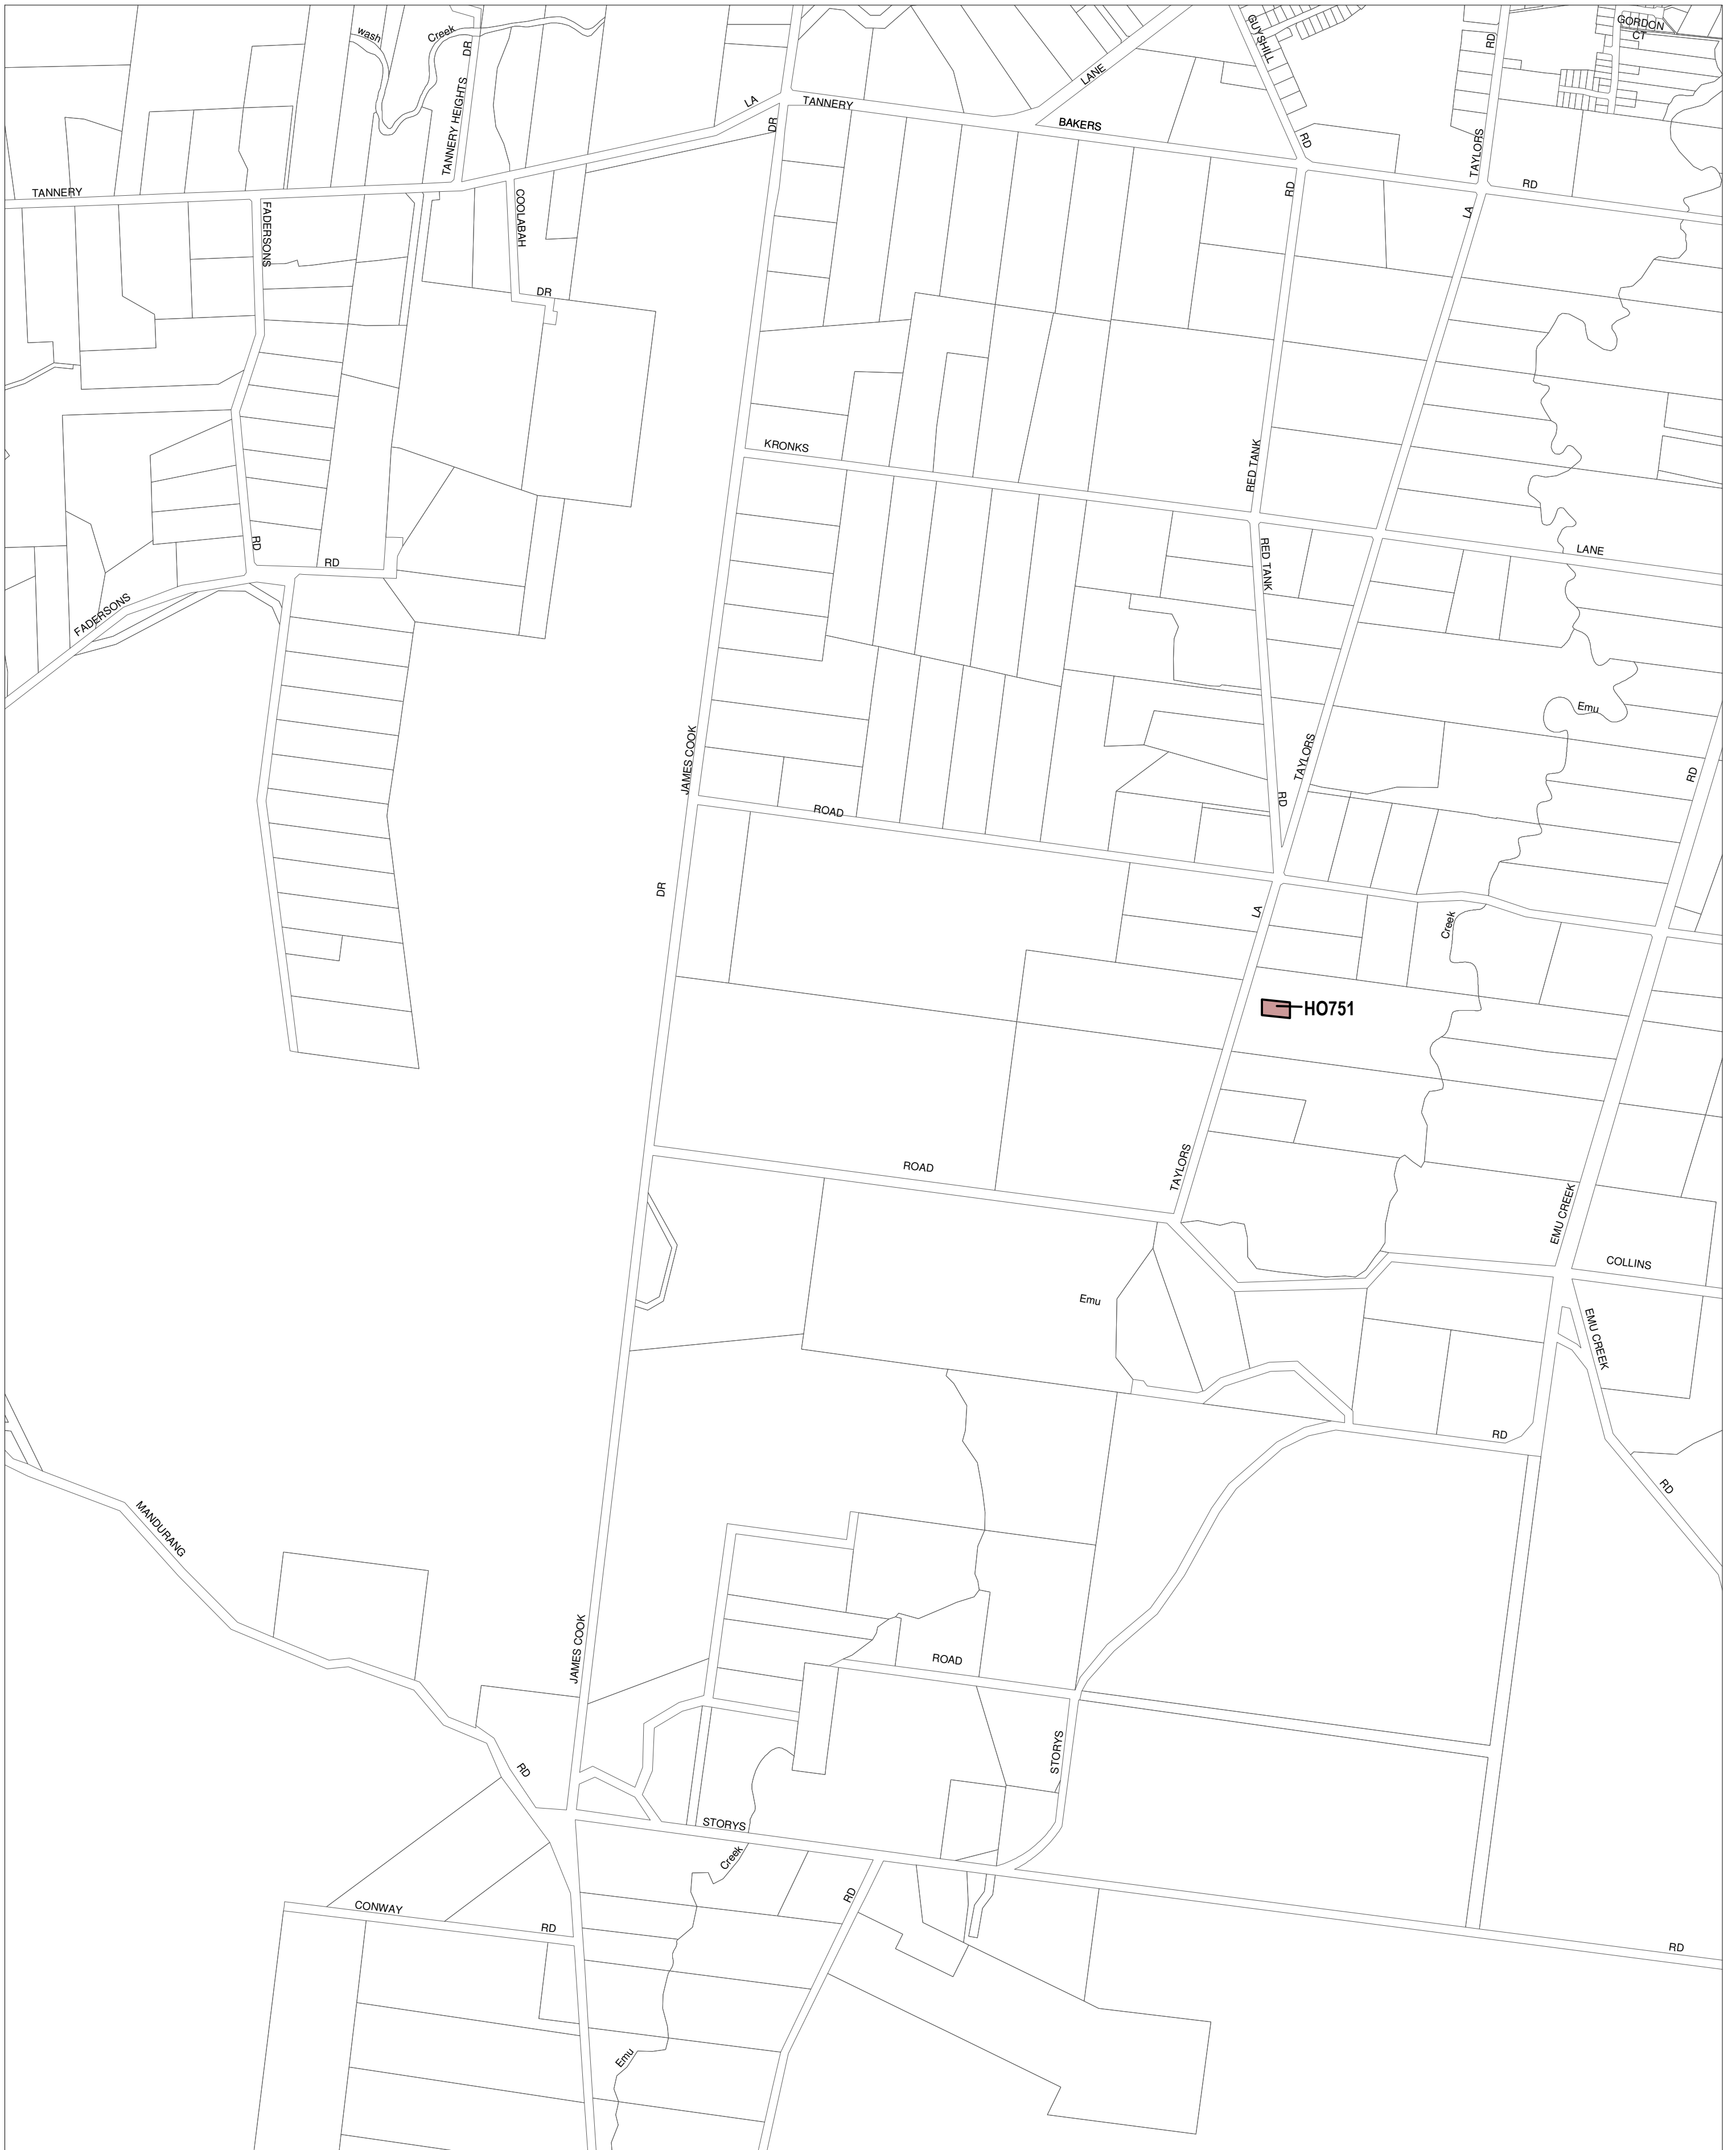 GORDON
CT
GUYSHILL
RD
wash
Creek
DR
RD
LANE
LA
TANNERY
BAKERS
DR
TANNERY HEIGHTS
RD
TAYLORS
RD
TANNERY
RD
LA
COOLABAH
FADERSONS
DR
KRONKS
RED TANK
RD
RD
RED TANK
LANE
FADERSONS
Emu
JAMES COOK
TAYLORS
RD
RD
ROAD
DR
LA
Creek
HO751
ROAD
TAYLORS
EMU CREEK
COLLINS
Emu
EMU CREEK
RD
RD
MANDURANG
JAMES COOK
ROAD
RD
STORYS
STORYS
Creek
RD
CONWAY
RD
RD
Emu